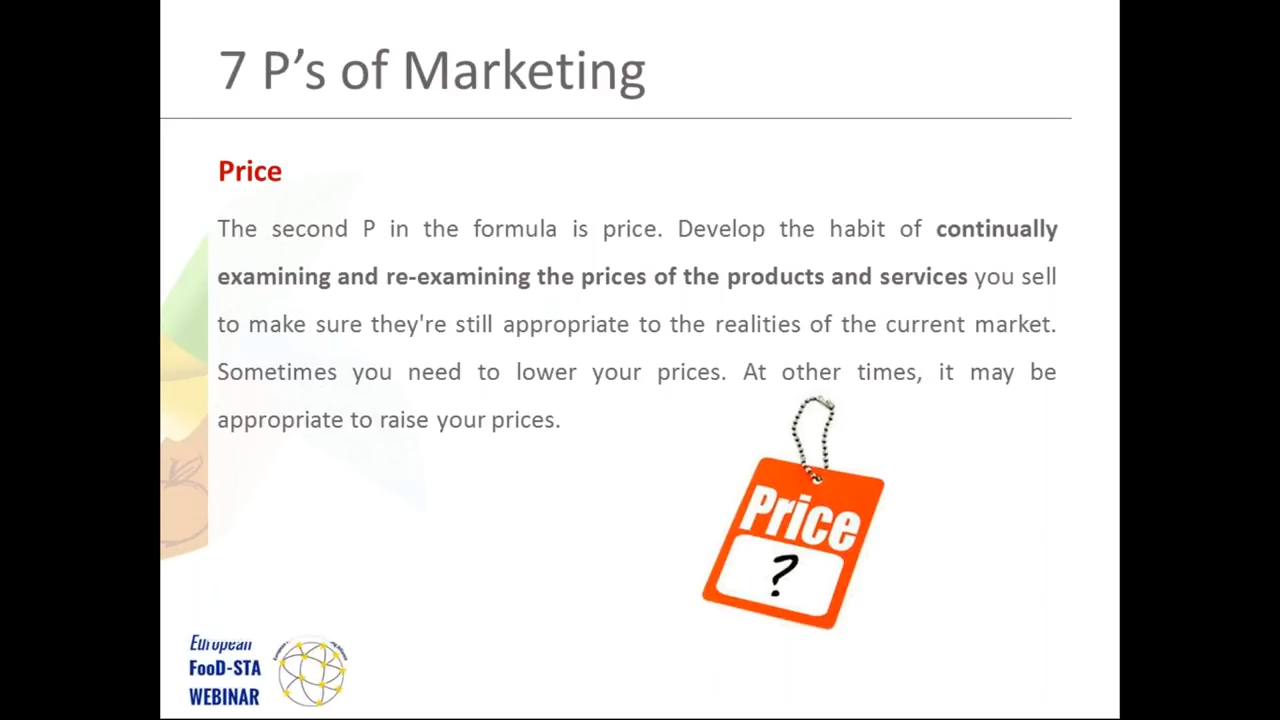 7 P’s of Marketing
Price
The second P in the formula is price. Develop the habit of continually
examining and re-examining the prices of the products and services you sell
to make sure they're still appropriate to the realities of the current market.
Sometimes you need to lower your prices. At other times, it may be
appropriate to raise your prices.
Price
?
European
FooD-STA
WEBINAR